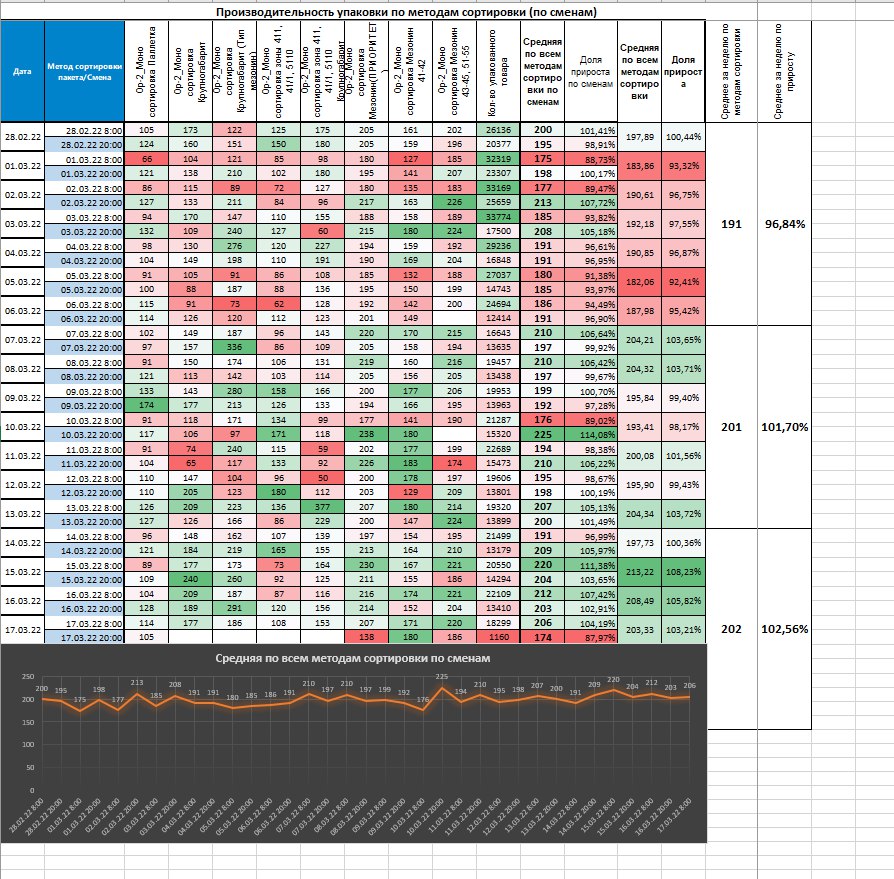 Производительность упаковки по методам сортировки (по сменам)
Дата Метод сортировки пакета/Смена Ор-2_Моно сортировка Паллетка Ор-2_Моно сортировка Крупногабарит Ор-2_Моно сортировка Крупногабарит (Тип мезонин) Ор-2_Моно сортировка зоны 411, 41/1, 5110 Ор-2_Моно сортировка зона 411, 41/1, 5110 Крупногабарит Ор-2_Моно сортировка Мезонин(ПРИОРИТЕТ) Ор-2_Моно сортировка Мезонин 41-42 Ор-2_Моно сортировка Мезонин 43-45, 51-55 Кол-во упакованного товара Средняя по всем методам сортировки по сменам Доля прироста по сменам Средняя по всем методам сортировки Доля прироста Среднее за неделю по методам сортировки Среднее за неделю по приросту
28.02.22 28.02.22 8:00 105 173 122 125 175 205 161 202 26136 200 101,41% 197,89 100,44%
28.02.22 20:00 124 160 151 150 180 205 159 196 20377 195 98,91%
01.03.22 01.03.22 8:00 66 104 121 85 98 180 127 185 32319 175 88,73% 183,86 93,32%
01.03.22 20:00 121 138 210 102 180 195 141 207 23307 198 100,17%
02.03.22 02.03.22 8:00 86 115 89 72 127 180 135 183 33169 177 89,47% 190,61 96,75%
02.03.22 20:00 127 133 211 84 96 217 163 226 25659 213 107,72%
03.03.22 03.03.22 8:00 94 170 147 110 155 188 158 189 33774 185 93,82% 192,18 97,55%
03.03.22 20:00 132 109 240 127 60 215 180 224 17500 208 105,18%
191 96,84%
04.03.22 04.03.22 8:00 98 130 276 120 227 194 159 192 29236 191 96,61% 190,85 96,87%
04.03.22 20:00 104 149 198 110 191 190 169 204 16848 191 96,95%
05.03.22 05.03.22 8:00 91 105 91 86 108 185 132 188 27037 180 91,38% 182,06 92,41%
05.03.22 20:00 100 88 187 88 136 195 150 199 14743 185 93,97%
06.03.22 06.03.22 8:00 115 91 73 62 128 192 142 200 24694 186 94,49% 187,98 95,42%
06.03.22 20:00 114 126 120 112 123 201 149 12414 191 96,90%
07.03.22 07.03.22 8:00 102 149 187 96 143 220 170 215 16643 210 106,64% 204,21 103,65%
07.03.22 20:00 97 157 336 86 109 205 158 194 13635 197 99,92%
08.03.22 08.03.22 8:00 91 150 174 106 131 219 160 216 19457 210 106,42% 204,32 103,71%
08.03.22 20:00 121 113 142 103 114 205 156 205 13438 197 99,67%
09.03.22 09.03.22 8:00 133 143 280 158 166 200 177 206 19953 199 100,70% 195,84 99,40%
09.03.22 20:00 174 177 213 126 133 194 166 195 13963 192 97,28%
10.03.22 10.03.22 8:00 91 118 171 134 99 177 141 190 21287 176 89,02% 193,41 98,17%
201 101,70%
10.03.22 20:00 117 106 97 171 118 238 180 15320 225 114,08%
11.03.22 11.03.22 8:00 91 74 240 115 59 202 177 199 22689 194 98,38% 200,08 101,56%
11.03.22 20:00 104 65 117 133 92 226 183 174 15473 210 106,22%
12.03.22 12.03.22 8:00 110 147 104 96 50 200 178 197 19606 195 98,67% 195,90 99,43%
12.03.22 20:00 110 205 123 180 112 203 129 209 13801 198 100,19%
13.03.22 13.03.22 8:00 126 209 223 136 377 207 180 214 19320 207 105,13% 204,34 103,72%
13.03.22 20:00 127 126 166 86 229 200 147 224 13899 200 101,49%
14.03.22 14.03.22 8:00 96 148 162 107 139 197 154 195 21499 191 96,99% 197,73 100,36%
14.03.22 20:00 121 184 219 165 155 213 164 210 13179 209 105,97%
15.03.22 15.03.22 8:00 89 177 173 73 164 230 167 221 20550 220 111,38% 213,22 108,23%
15.03.22 20:00 109 240 260 92 125 211 155 186 14294 204 103,65%
16.03.22 16.03.22 8:00 104 209 187 87 116 216 174 221 22109 212 107,42% 208,49 105,82%
16.03.22 20:00 128 189 291 120 156 214 152 204 13410 203 102,91%
17.03.22 17.03.22 8:00 114 177 186 108 153 207 171 220 18299 206 104,19% 203,33 103,21%
202 102,56%
17.03.22 20:00 105 138 180 186 1160 174 87,97%
Средняя по всем методам сортировки по сменам
250
200
150
100
50
0
200 195 175 198 177 213 185 208 191 191 180 185 186 191 210 197 210 197 199 192 176 225 194 210 195 198 207 200 191 209 220 204 212 203 206
28.02.22 8:00 28.02.22 20:00 01.03.22 8:00 01.03.22 20:00 02.03.22 8:00 02.03.22 20:00 03.03.22 8:00 03.03.22 20:00 04.03.22 8:00 04.03.22 20:00 05.03.22 8:00 05.03.22 20:00 06.03.22 8:00 06.03.22 20:00 07.03.22 8:00 07.03.22 20:00 08.03.22 8:00 08.03.22 20:00 09.03.22 8:00 09.03.22 20:00 10.03.22 8:00 10.03.22 20:00 11.03.22 8:00 11.03.22 20:00 12.03.22 8:00 12.03.22 20:00 13.03.22 8:00 13.03.22 20:00 14.03.22 8:00 14.03.22 20:00 15.03.22 8:00 15.03.22 20:00 16.03.22 8:00 16.03.22 20:00 17.03.22 8:00